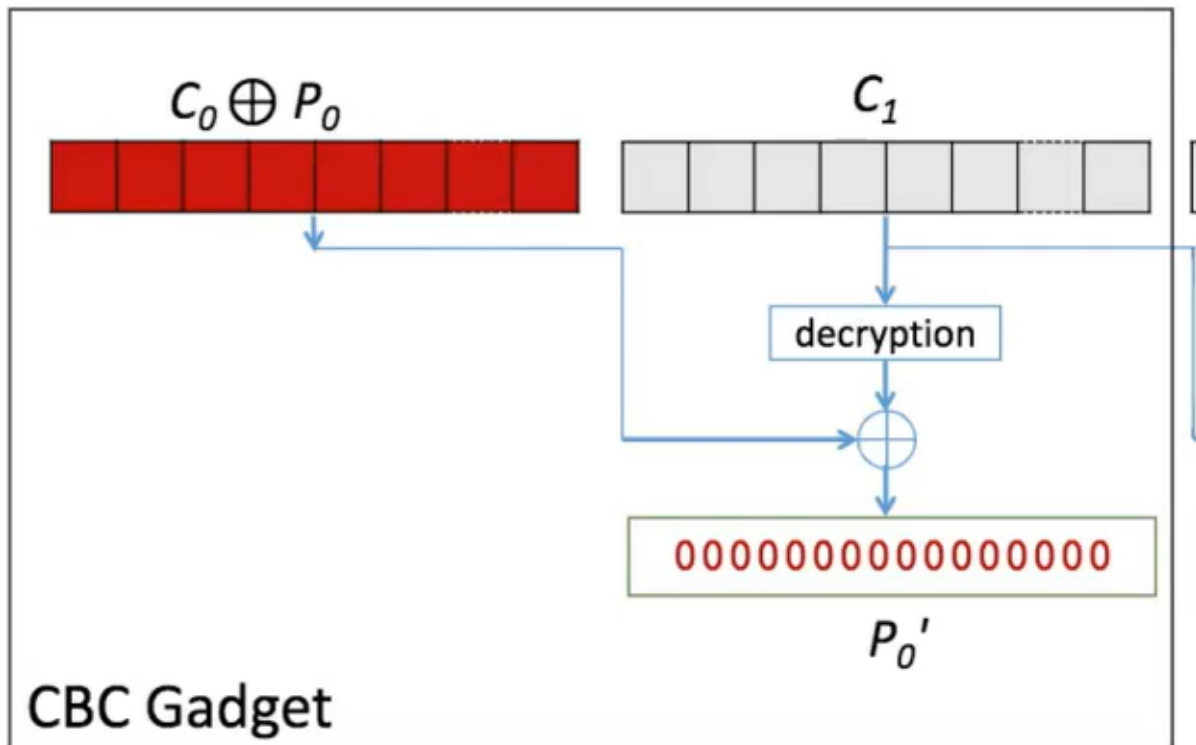 C₀ ⊕ P₀
C₁
decryption
0000000000000000
P₀'
CBC Gadget